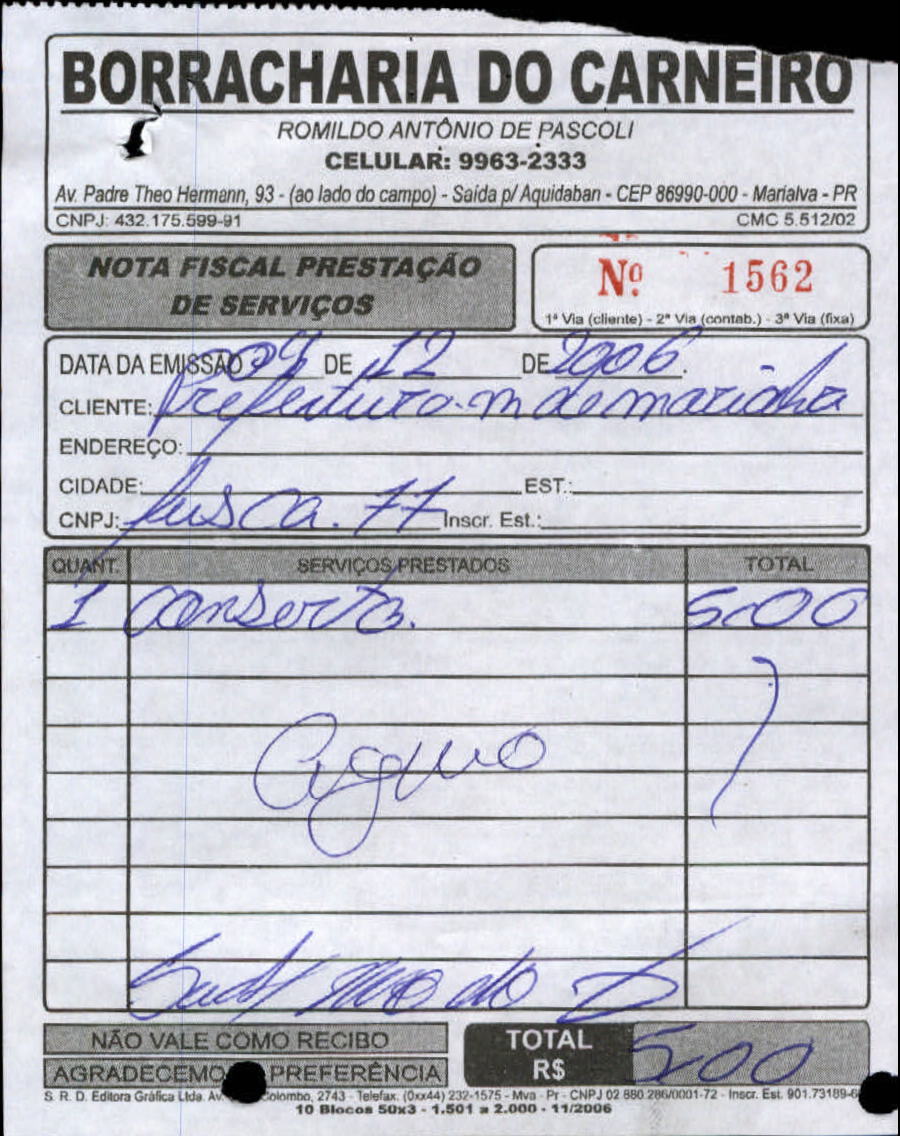 BORRACHARIA DO CARNEIRO
ROMILDO ANTÔNIO DE PASCOLI
CELULAR: 9963-2333
Av. Padre Theo Hermann, 93 - (ao lado do campo) - Saída p/ Aquidaban - CEP 86990-000 - Marialva - PR
CNPJ: 432.175.599-91 CMC 5.512/02
NOTA FISCAL PRESTAÇÃO
DE SERVIÇOS
Nº 1562
1ª Via (cliente) - 2ª Via (contab.) - 3ª Via (fixa)
DATA DA EMISSÃO DE 12 DE 2006.
CLIENTE: Prefeitura. m de marialva
ENDEREÇO:
CIDADE: EST.:
CNPJ: fusca. 77 Inscr. Est.:
QUANT. SERVIÇOS PRESTADOS TOTAL
1 conserto. 5,00
NÃO VALE COMO RECIBO
AGRADECEMO PREFERÊNCIA
TOTAL
R$ 5,00
S. R. D. Editora Gráfica Ltda. Av. Colombo, 2743 - Telefax. (0xx44) 232-1575 - Mva - Pr - CNPJ 02 880 286/0001-72 - Inscr. Est. 901.73189-6
10 Blocos 50x3 - 1.501 a 2.000 - 11/2006